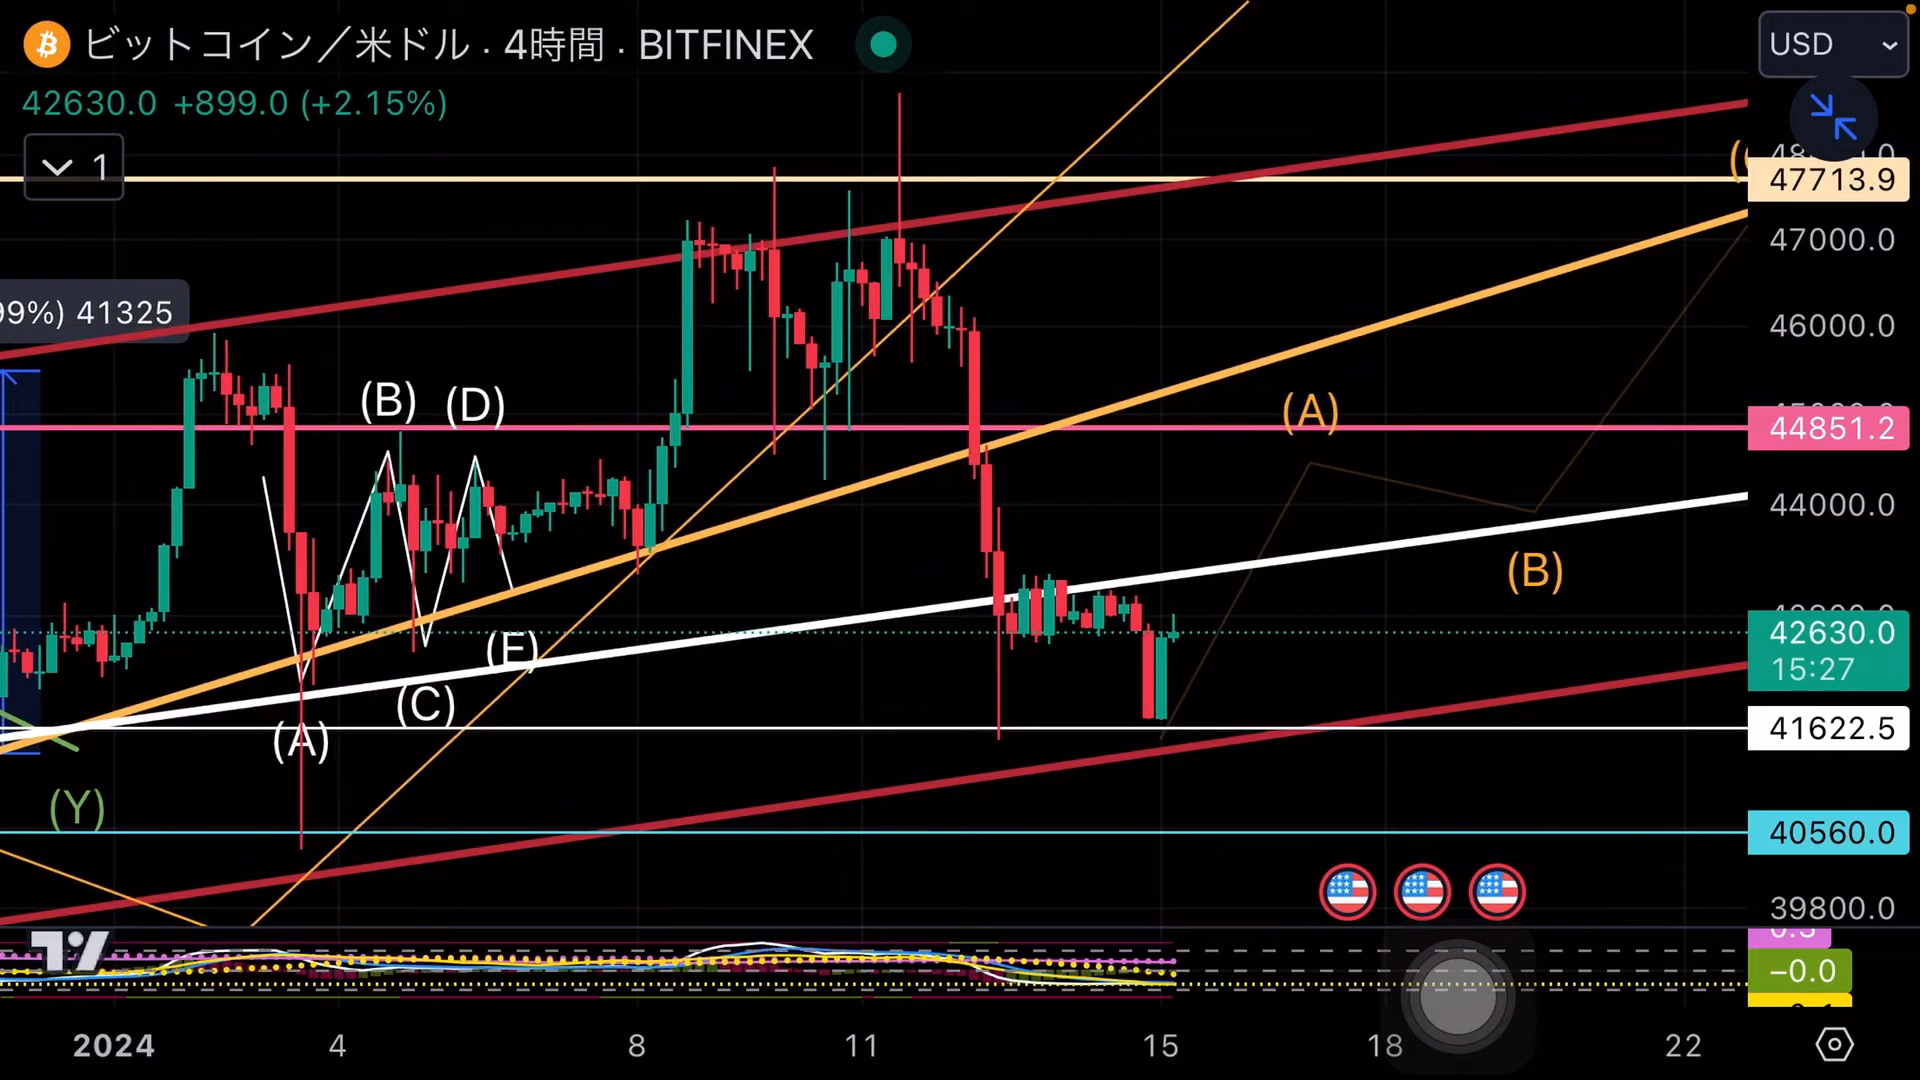 ビットコイン／米ドル · 4時間 · BITFINEX
USD
42630.0 +899.0 (+2.15%)
1
47713.9
47000.0
99%) 41325
46000.0
(B) (D)
(A)
44851.2
44000.0
(B)
42630.0
15:27
(E)
(C)
(A)
41622.5
(Y)
40560.0
39800.0
−0.0
2024 4 8 11 15 18 22